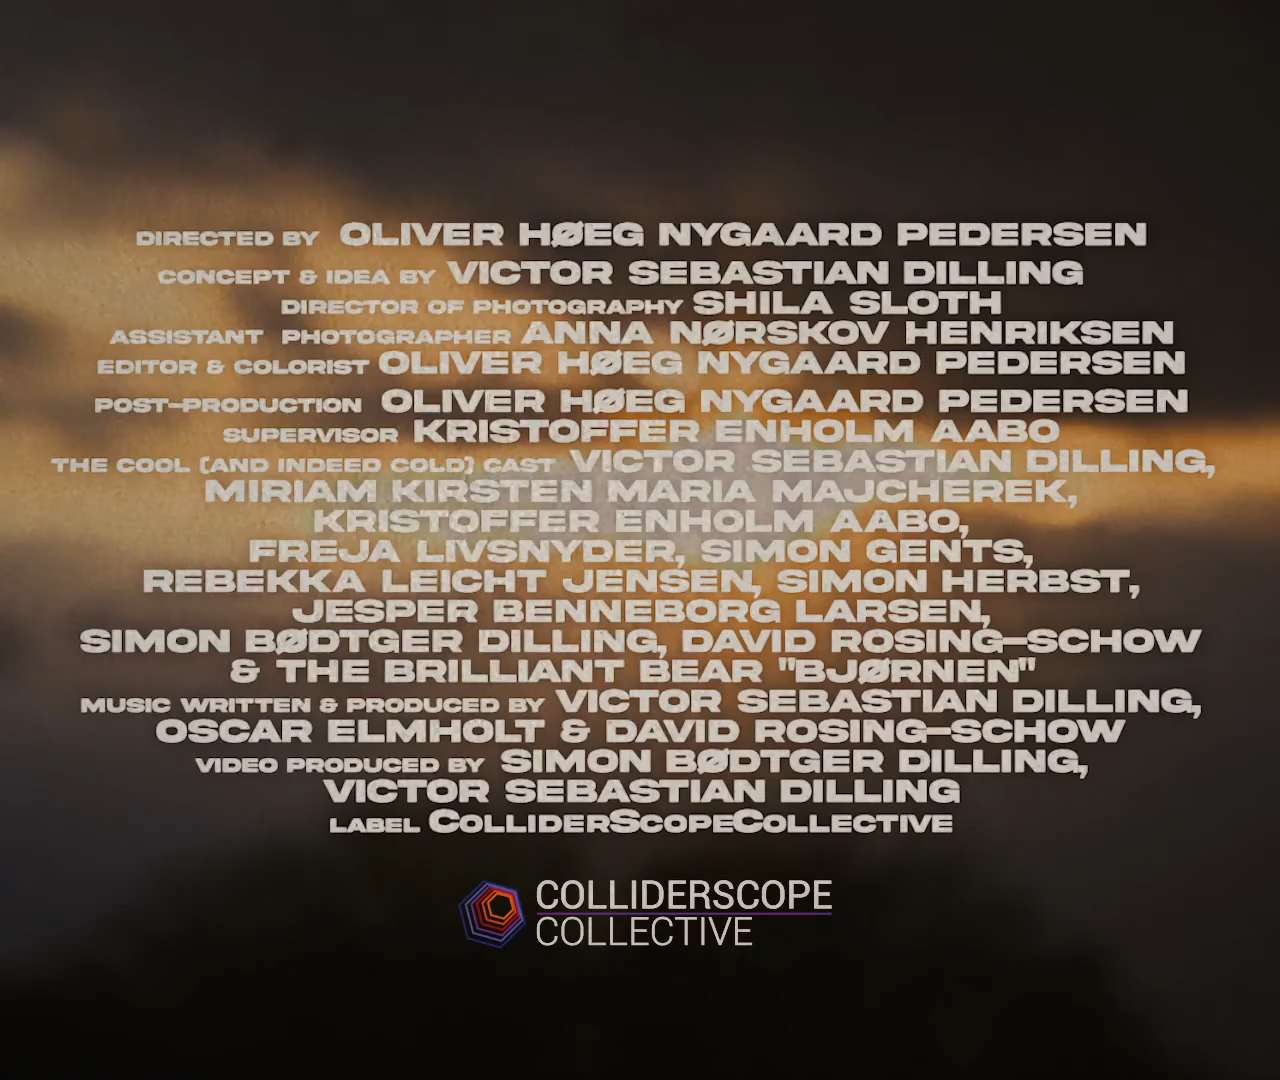 DIRECTED BY OLIVER HØEG NYGAARD PEDERSEN
CONCEPT & IDEA BY VICTOR SEBASTIAN DILLING
DIRECTOR OF PHOTOGRAPHY SHILA SLOTH
ASSISTANT PHOTOGRAPHER ANNA NØRSKOV HENRIKSEN
EDITOR & COLORIST OLIVER HØEG NYGAARD PEDERSEN
POST-PRODUCTION OLIVER HØEG NYGAARD PEDERSEN
SUPERVISOR KRISTOFFER ENHOLM AABO
THE COOL (AND INDEED COLD) CAST VICTOR SEBASTIAN DILLING,
MIRIAM KIRSTEN MARIA MAJCHEREK,
KRISTOFFER ENHOLM AABO,
FREJA LIVSNYDER, SIMON GENTS,
REBEKKA LEICHT JENSEN, SIMON HERBST,
JESPER BENNEBORG LARSEN,
SIMON BØDTGER DILLING, DAVID ROSING-SCHOW
& THE BRILLIANT BEAR "BJØRNEN"
MUSIC WRITTEN & PRODUCED BY VICTOR SEBASTIAN DILLING,
OSCAR ELMHOLT & DAVID ROSING-SCHOW
VIDEO PRODUCED BY SIMON BØDTGER DILLING,
VICTOR SEBASTIAN DILLING
LABEL COLLIDERSCOPECOLLECTIVE
COLLIDERSCOPE
COLLECTIVE